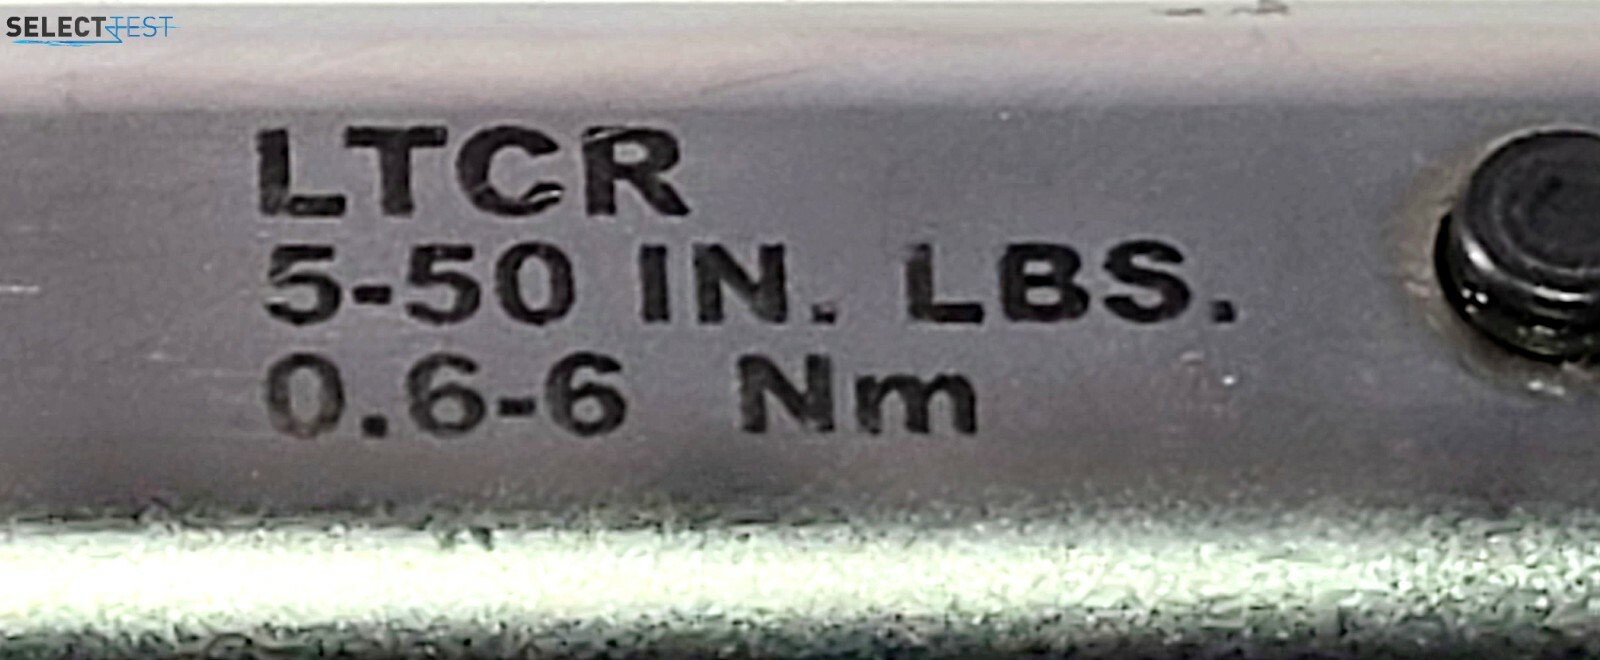 SELECTTEST
LTCR
5-50 IN. LBS.
0.6-6 Nm